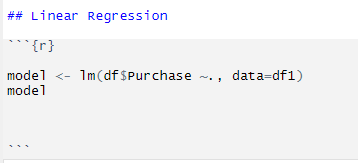 ## Linear Regression
```{r}
model <- lm(df$Purchase ~., data=df1)
model
```